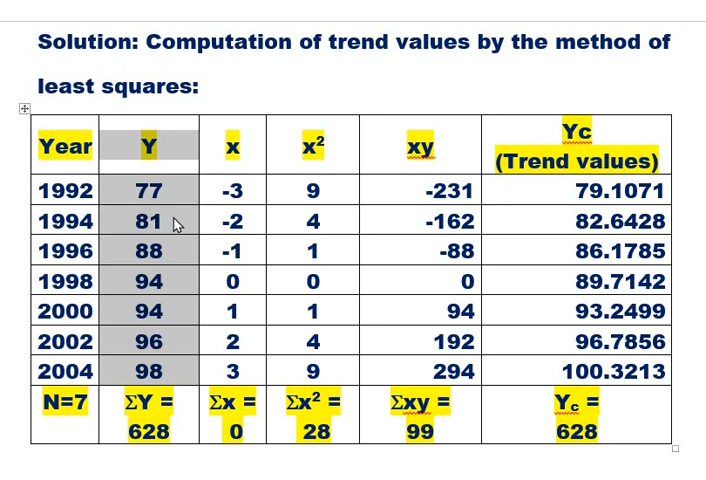 Solution: Computation of trend values by the method of
least squares:
Year Y x x² xy Yc (Trend values)
1992 77 -3 9 -231 79.1071
1994 81 -2 4 -162 82.6428
1996 88 -1 1 -88 86.1785
1998 94 0 0 0 89.7142
2000 94 1 1 94 93.2499
2002 96 2 4 192 96.7856
2004 98 3 9 294 100.3213
N=7 ΣY = Σx = Σx² = Σxy = Yc =
628 0 28 99 628